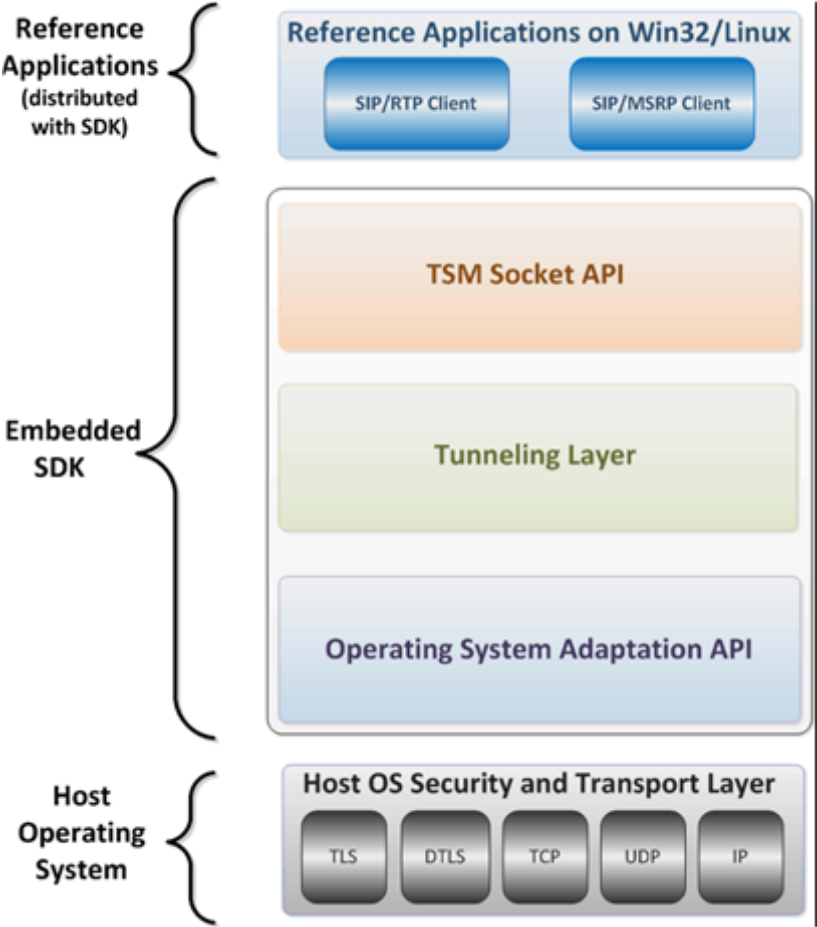 Reference
Applications
(distributed
with SDK)
Reference Applications on Win32/Linux
SIP/RTP Client
SIP/MSRP Client
Embedded
SDK
TSM Socket API
Tunneling Layer
Operating System Adaptation API
Host
Operating
System
Host OS Security and Transport Layer
TLS
DTLS
TCP
UDP
IP